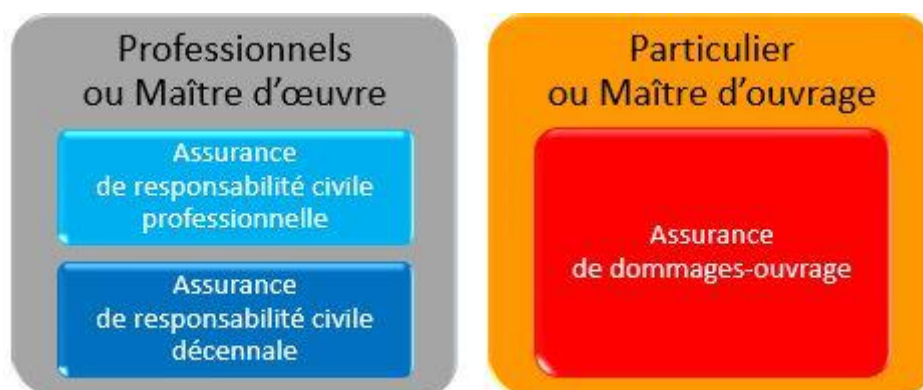 Professionnels
ou Maître d'œuvre
Assurance
de responsabilité civile
professionnelle
Assurance
de responsabilité civile
décennale
Particulier
ou Maître d'ouvrage
Assurance
de dommages-ouvrage